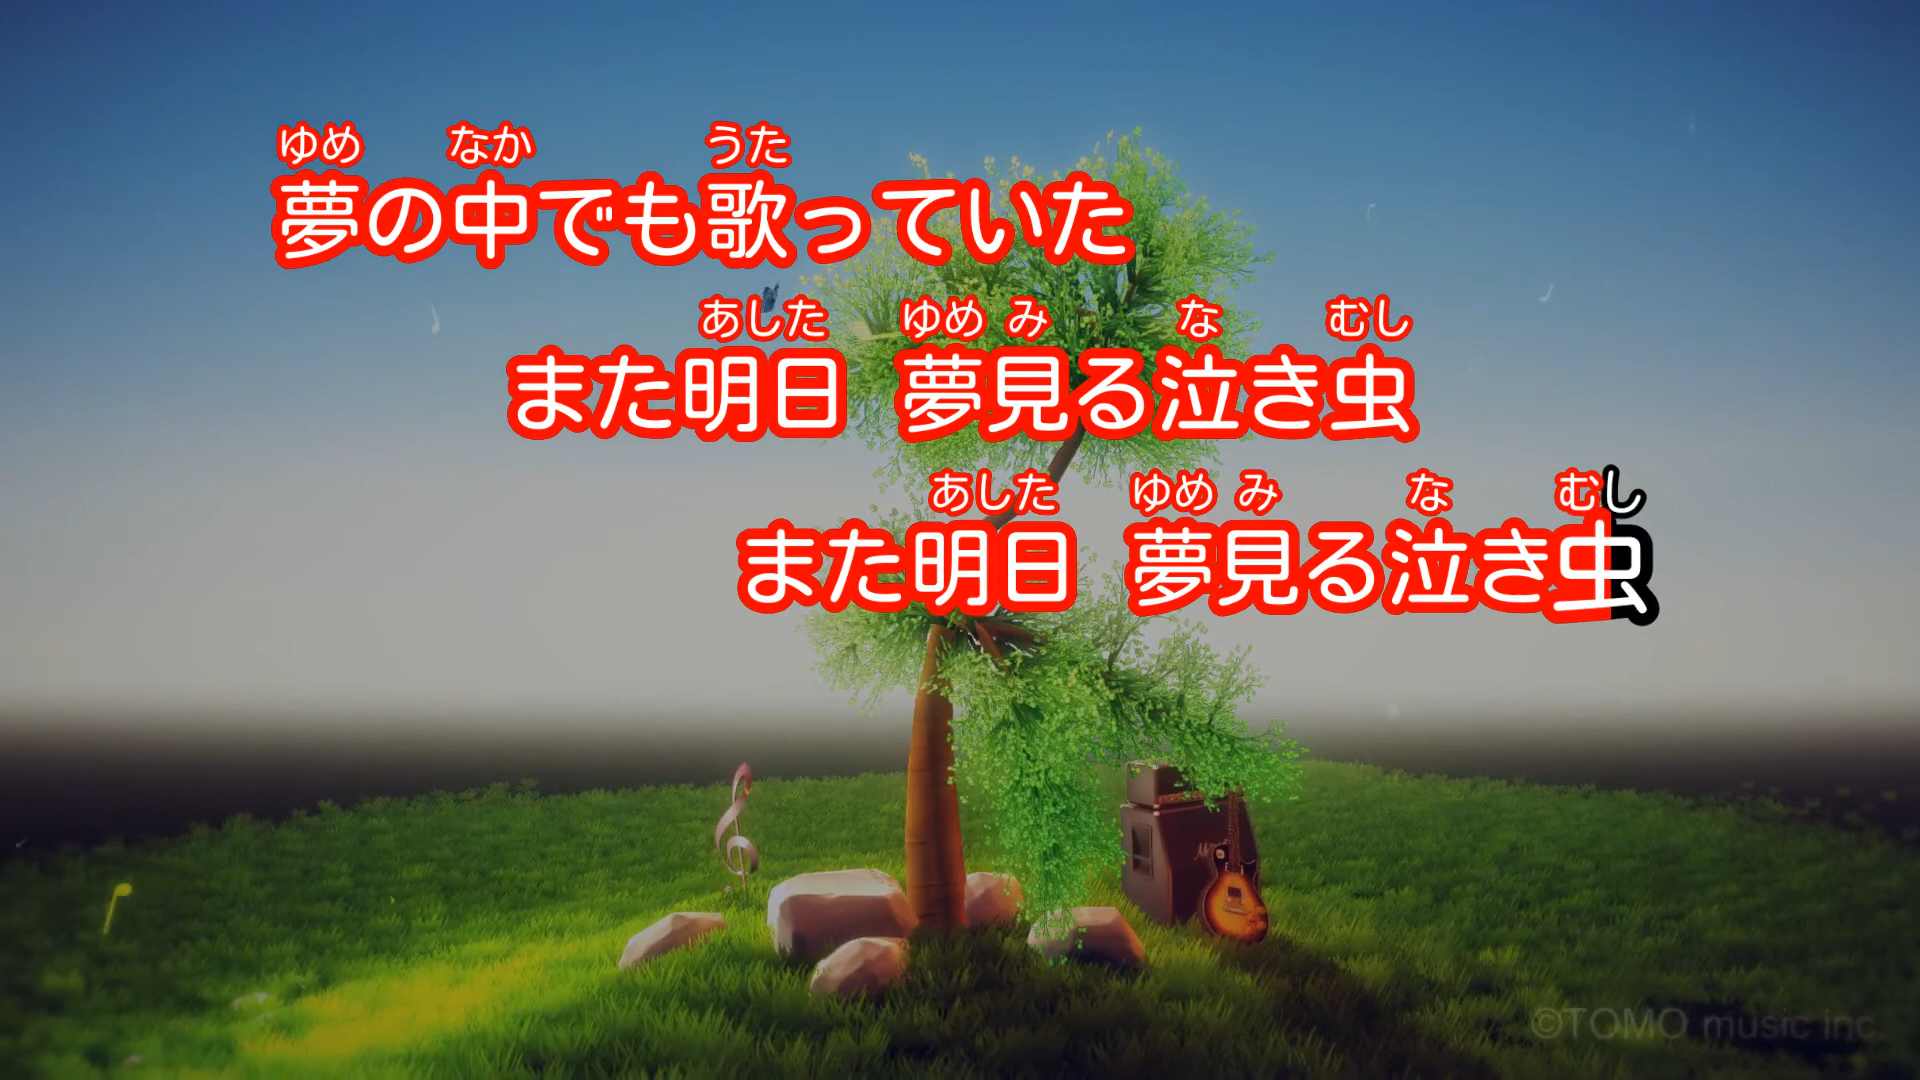 ゆめ なか うた
夢の中でも歌っていた
あした ゆめ み な むし
また明日 夢見る泣き虫
あした ゆめ み な むし
また明日 夢見る泣き虫
©TOMO music inc